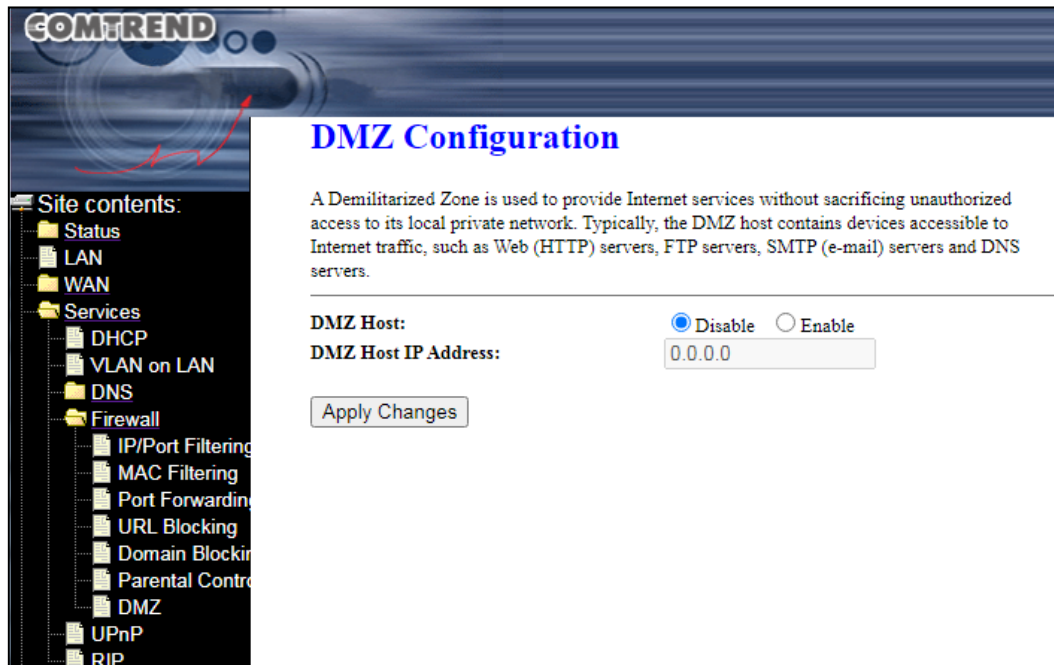 COMTREND
DMZ Configuration
A Demilitarized Zone is used to provide Internet services without sacrificing unauthorized
access to its local private network. Typically, the DMZ host contains devices accessible to
Internet traffic, such as Web (HTTP) servers, FTP servers, SMTP (e-mail) servers and DNS
servers.
DMZ Host: Disable Enable
DMZ Host IP Address: 0.0.0.0
Apply Changes
Site contents:
Status
LAN
WAN
Services
DHCP
VLAN on LAN
DNS
Firewall
IP/Port Filtering
MAC Filtering
Port Forwardin
URL Blocking
Domain Blockin
Parental Contro
DMZ
UPnP
RIP